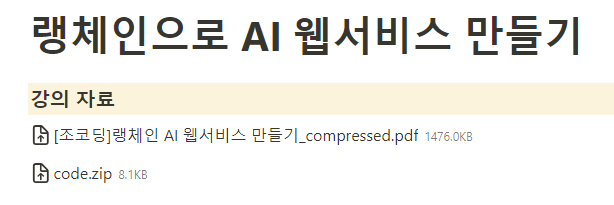 랭체인으로 AI 웹서비스 만들기
강의 자료
[조코딩]랭체인 AI 웹서비스 만들기_compressed.pdf 1476.0KB
code.zip 8.1KB